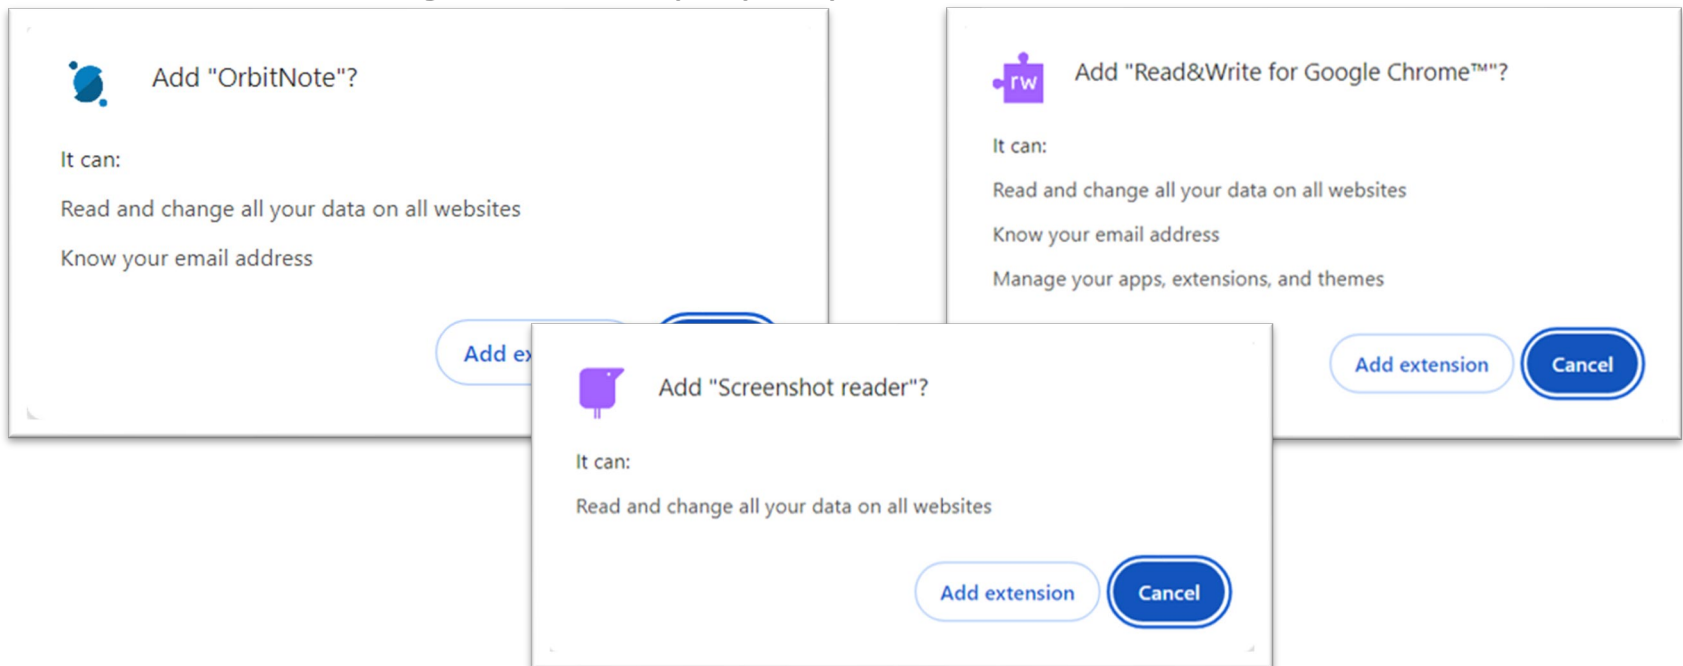 Add "OrbitNote"?
It can:
Read and change all your data on all websites
Know your email address
Add ex
rw
Add "Read&Write for Google Chrome™"?
It can:
Read and change all your data on all websites
Know your email address
Manage your apps, extensions, and themes
Add extension
Cancel
Add "Screenshot reader"?
It can:
Read and change all your data on all websites
Add extension
Cancel